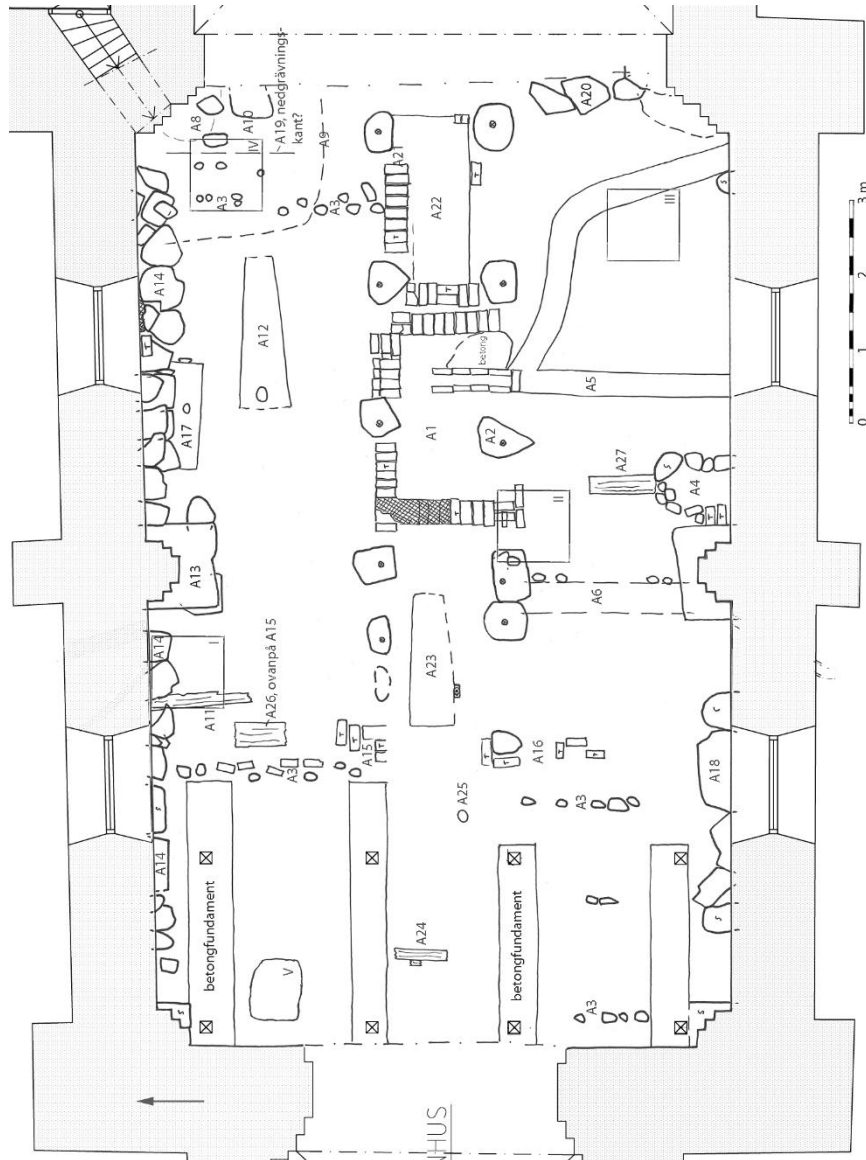 A8
A10
A19, nedgrävnings-
kant?
IV
A9
A3
A3
A20
A21
A22
T
T
S
III
A14
A12
T
T
betong
A5
3 m
2
1
0
A17
A1
A2
A27
S
A4
T
T
T
T
II
A13
A6
A14
I
A11
A26, ovanpå A15
A23
T
T
T
A15
T
T
A16
T
T
A3
A25
A3
S
A18
S
S
A14
betongfundament
betongfundament
V
A24
A3
S
S
NHUS